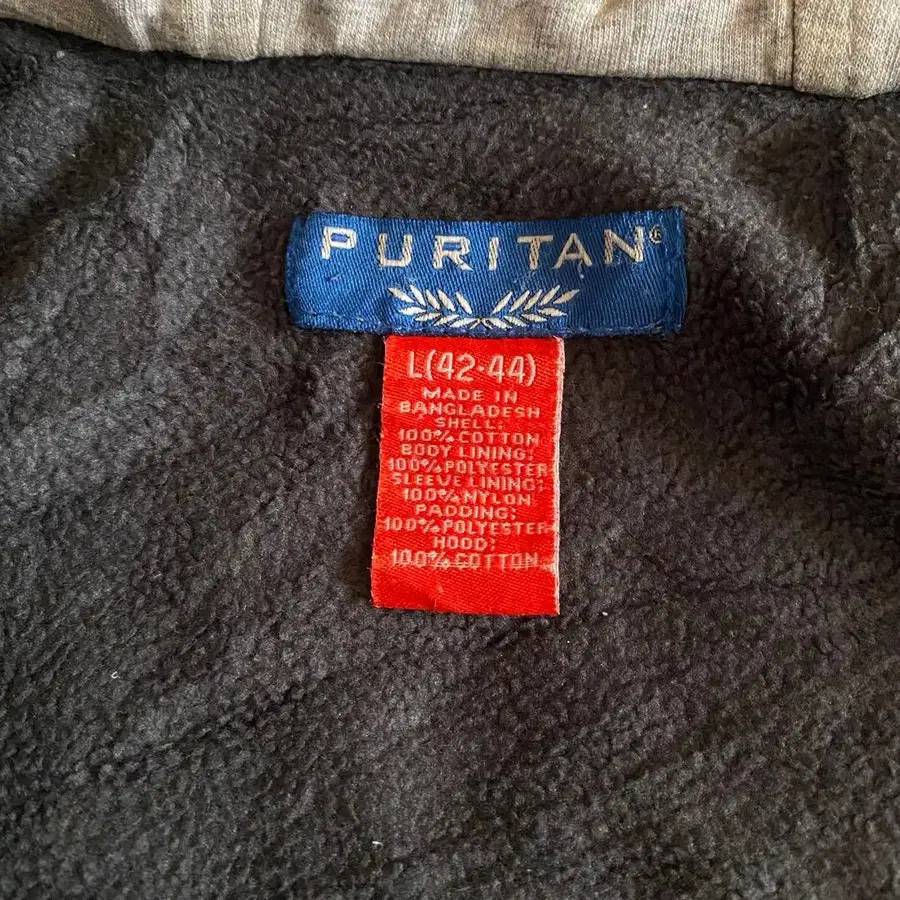 PURITAN®
L(42-44)
MADE IN
BANGLADESH
SHELL:
100% COTTON
BODY LINING:
100% POLYESTER
SLEEVE LINING:
100% NYLON
PADDING:
100% POLYESTER
HOOD:
100% COTTON